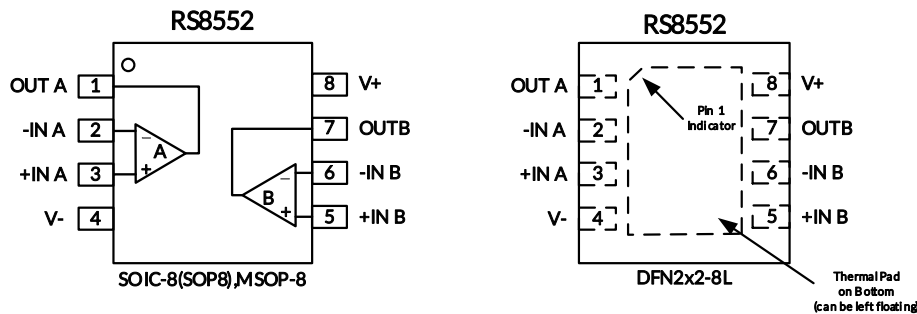 RS8552
OUT A 1
8 V+
-IN A 2
7 OUTB
A
+IN A 3
6 -IN B
B
V- 4
5 +IN B
SOIC-8(SOP8),MSOP-8
RS8552
OUT A 1
8 V+
Pin 1
Indicator
-IN A 2
7 OUTB
+IN A 3
6 -IN B
V- 4
5 +IN B
DFN2x2-8L
Thermal Pad
on Bottom
(can be left floating)